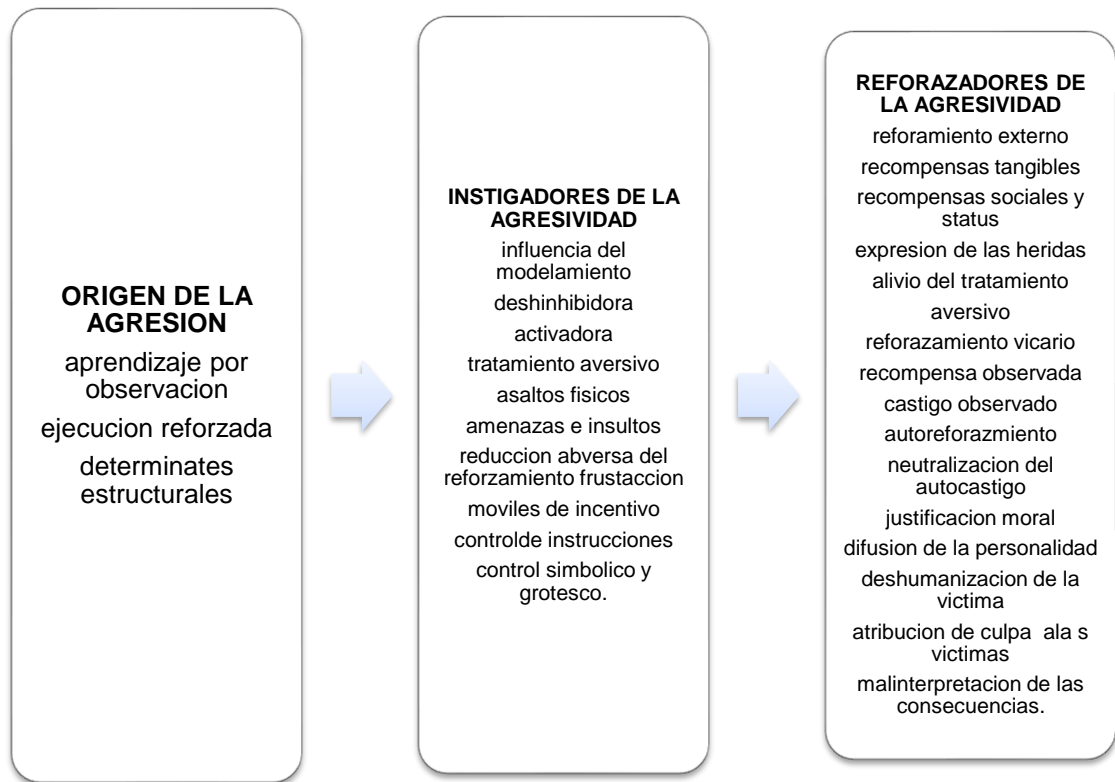 ORIGEN DE LA
AGRESION
aprendizaje por
observacion
ejecucion reforzada
determinates
estructurales
INSTIGADORES DE LA
AGRESIVIDAD
influencia del
modelamiento
deshinhibidora
activadora
tratamiento aversivo
asaltos fisicos
amenazas e insultos
reduccion abversa del
reforzamiento frustaccion
moviles de incentivo
controlde instrucciones
control simbolico y
grotesco.
REFORAZADORES DE
LA AGRESIVIDAD
reforamiento externo
recompensas tangibles
recompensas sociales y
status
expresion de las heridas
alivio del tratamiento
aversivo
reforazamiento vicario
recompensa observada
castigo observado
autoreforazmiento
neutralizacion del
autocastigo
justificacion moral
difusion de la personalidad
deshumanizacion de la
victima
atribucion de culpa  ala s
victimas
malinterpretacion de las
consecuencias.